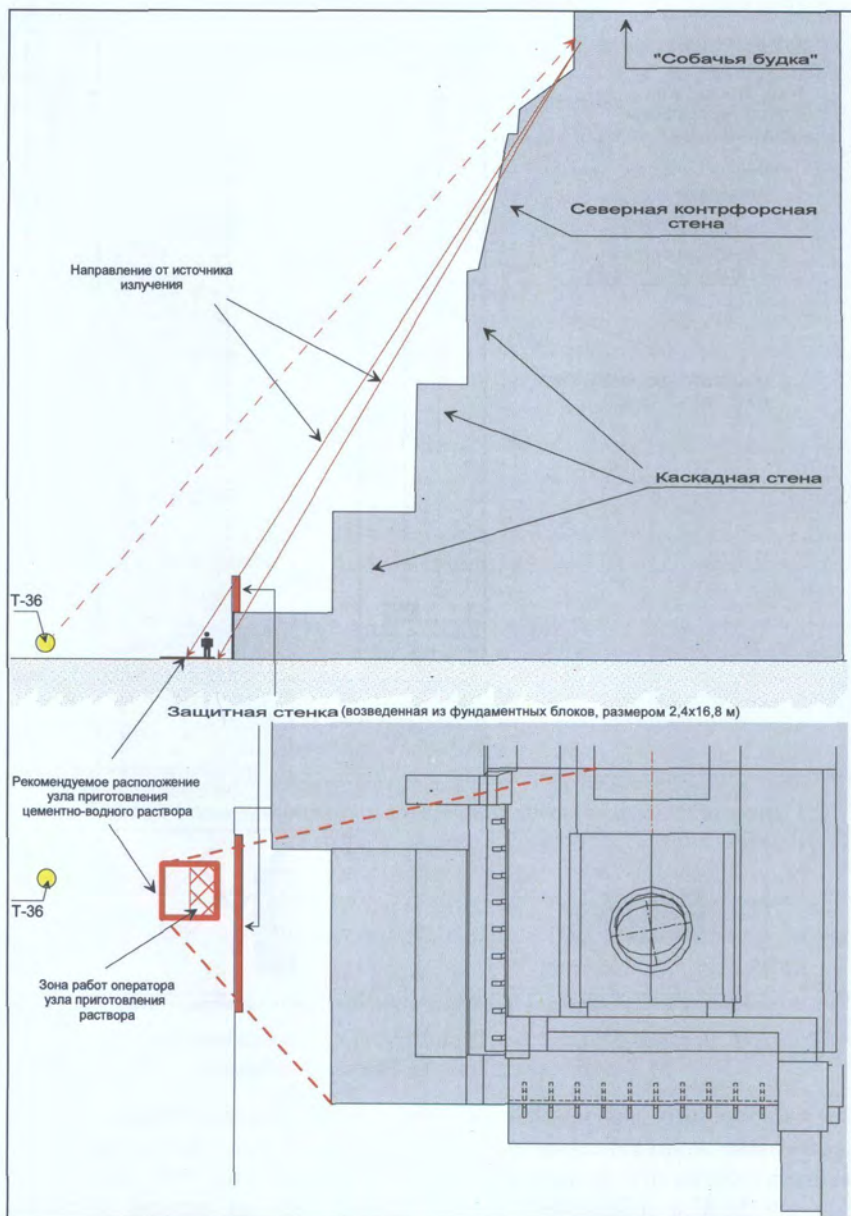 "Собачья будка"
Северная контрфорсная
стена
Направление от источника
излучения
Каскадная стена
Т-36
Защитная стенка (возведенная из фундаментных блоков, размером 2,4х16,8 м)
Рекомендуемое расположение
узла приготовления
цементно-водного раствора
Т-36
Зона работ оператора
узла приготовления
раствора